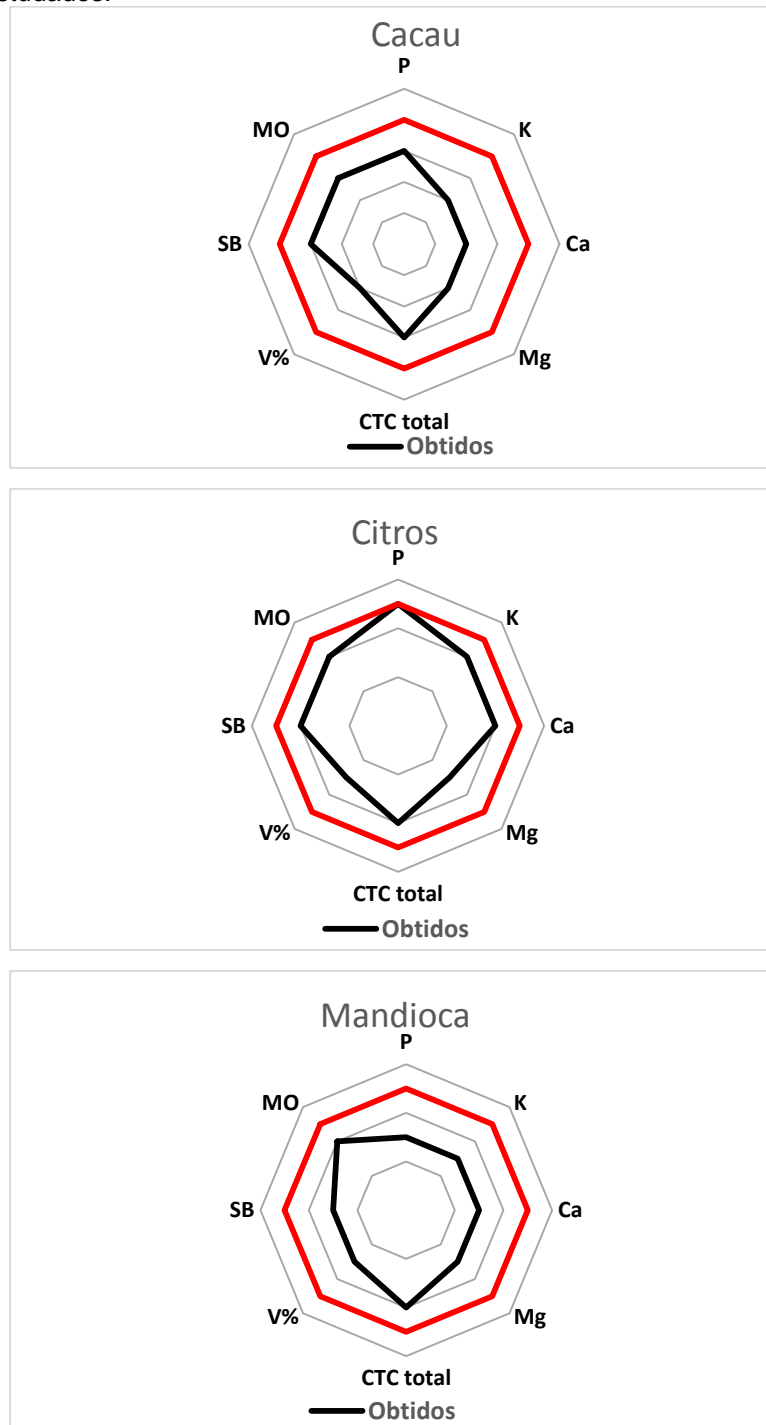 Cacau
P
MO
K
SB
Ca
V%
Mg
CTC total
Obtidos
Citros
P
MO
K
SB
Ca
V%
Mg
CTC total
Obtidos
Mandioca
P
MO
K
SB
Ca
V%
Mg
CTC total
Obtidos